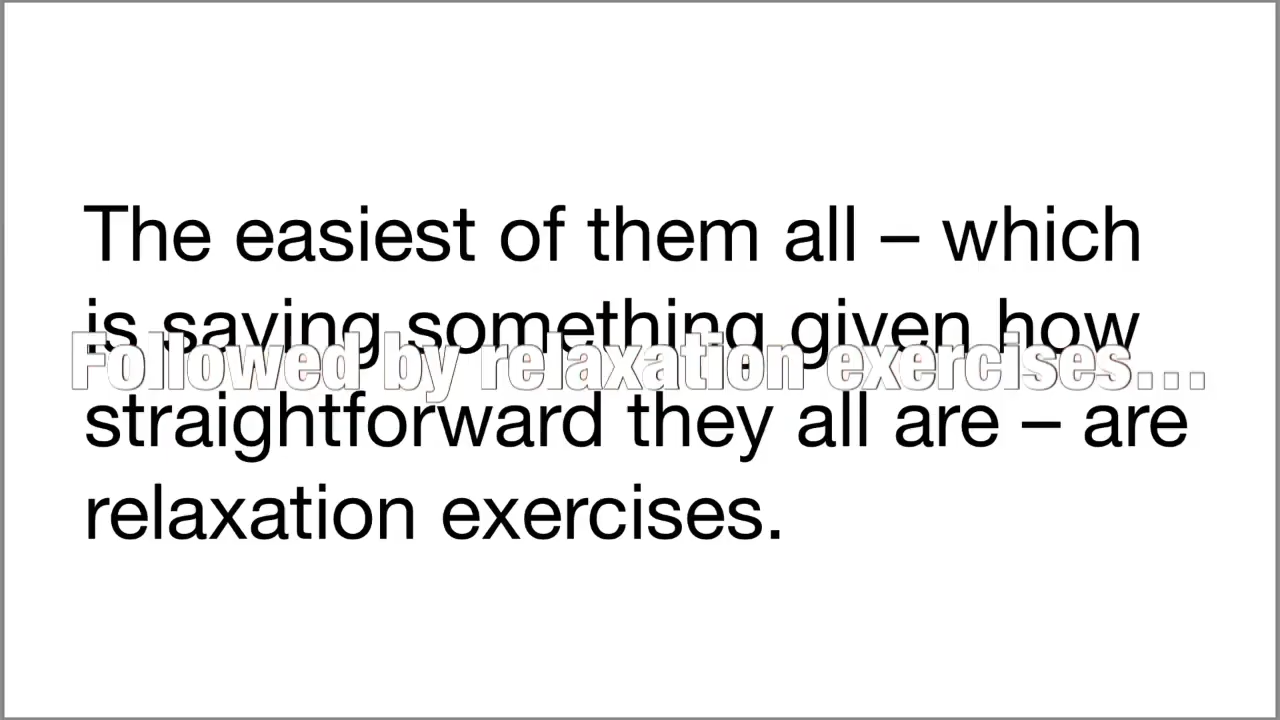 The easiest of them all – which
is saying something given how
Followed by relaxation exercises…
straightforward they all are – are
relaxation exercises.